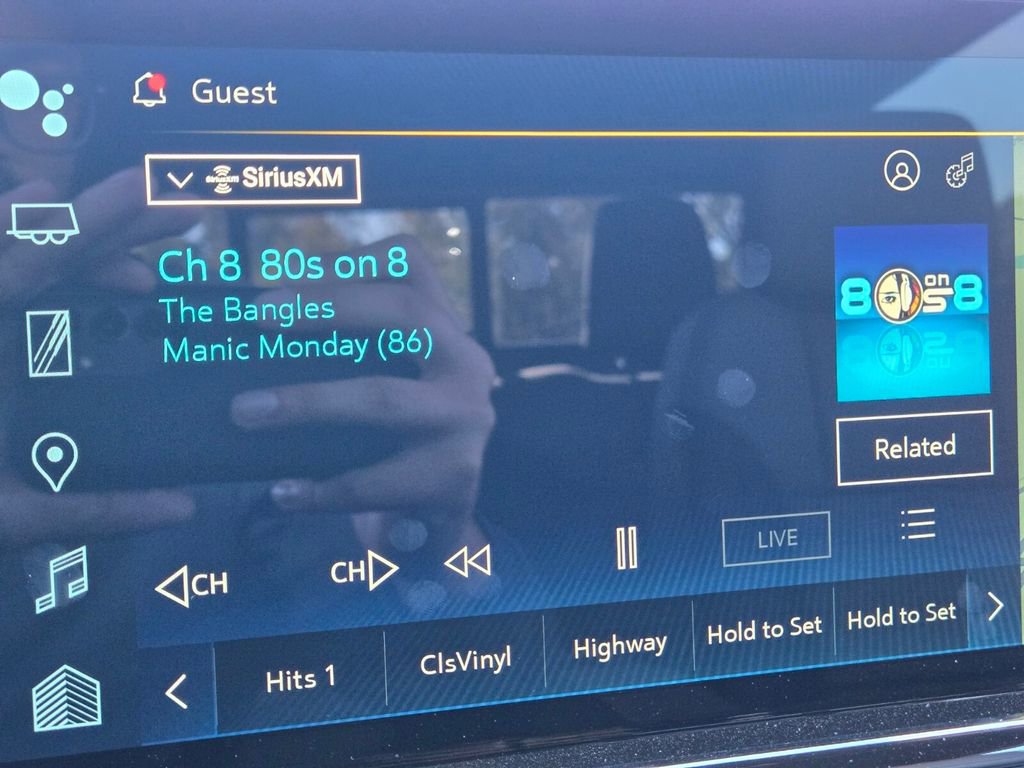 Guest
SiriusXM
Ch 8 80s on 8
The Bangles
Manic Monday (86)
80s on 8
Related
CH
CH
LIVE
Hits 1
ClsVinyl
Highway
Hold to Set
Hold to Set